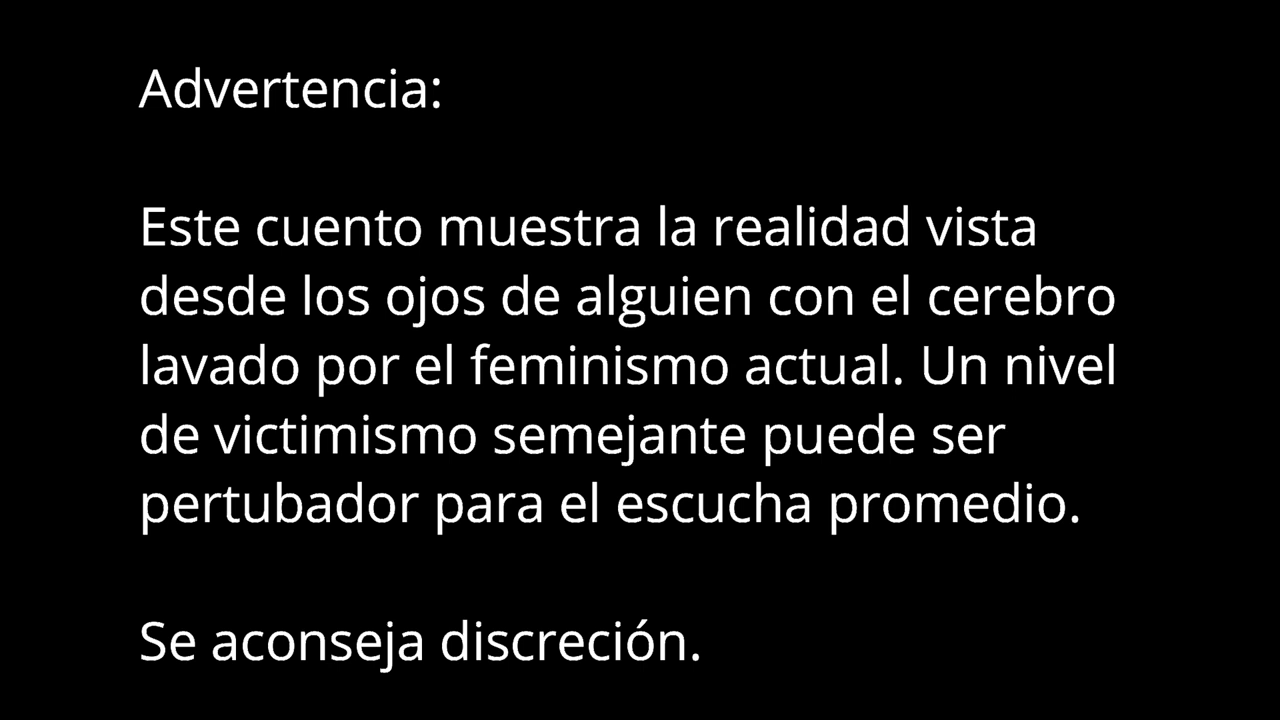 Advertencia:
Este cuento muestra la realidad vista
desde los ojos de alguien con el cerebro
lavado por el feminismo actual. Un nivel
de victimismo semejante puede ser
pertubador para el escucha promedio.
Se aconseja discreción.